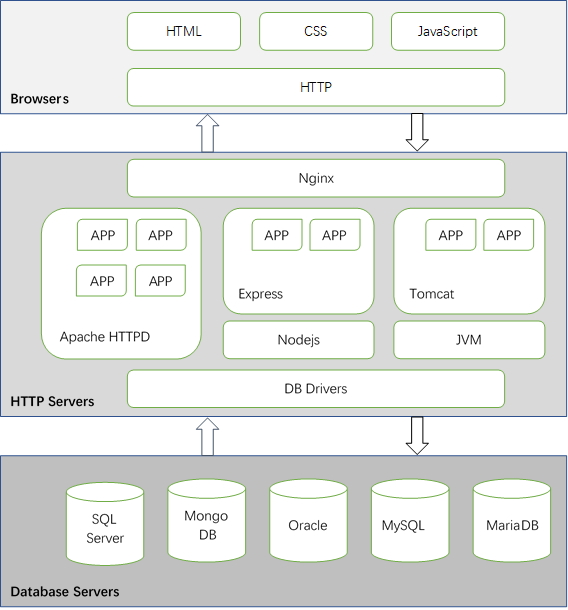 HTML
CSS
JavaScript
HTTP
Browsers
Nginx
APP
APP
APP
APP
APP
APP
APP
APP
Express
Tomcat
Apache HTTPD
Nodejs
JVM
DB Drivers
HTTP Servers
SQL
Server
Mongo
DB
Oracle
MySQL
MariaDB
Database Servers